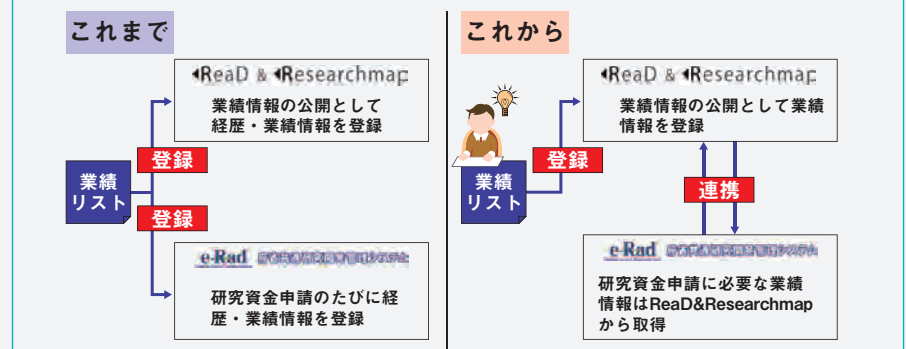 これまで
ReaD & Researchmap
業績情報の公開として
経歴・業績情報を登録
登録
業績
リスト
登録
e-Rad
研究資金申請のたびに経
歴・業績情報を登録
これから
ReaD & Researchmap
業績情報の公開として業績
情報を登録
登録
業績
リスト
連携
e-Rad
研究資金申請に必要な業績
情報はReaD&Researchmap
から取得